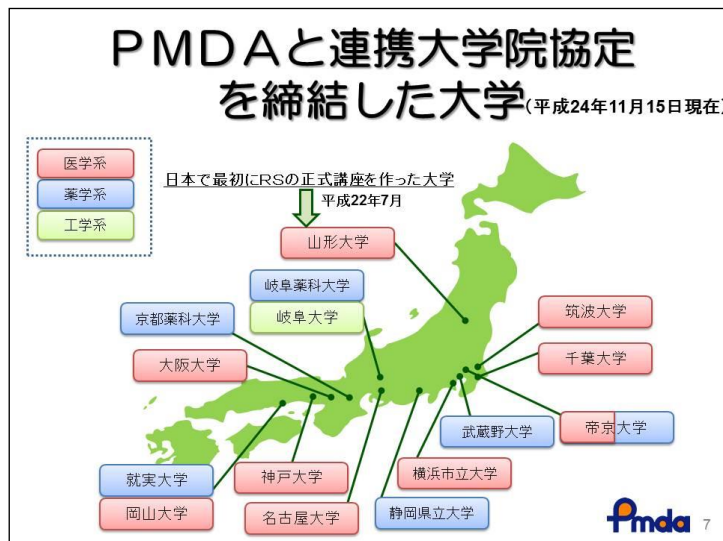 PMDAと連携大学院協定
を締結した大学(平成24年11月15日現在)
医学系
薬学系
工学系
日本で最初にRSの正式講座を作った大学
平成22年7月
山形大学
岐阜薬科大学
岐阜大学
京都薬科大学
大阪大学
筑波大学
千葉大学
帝京大学
武蔵野大学
横浜市立大学
静岡県立大学
名古屋大学
神戸大学
就実大学
岡山大学
Pmda
7